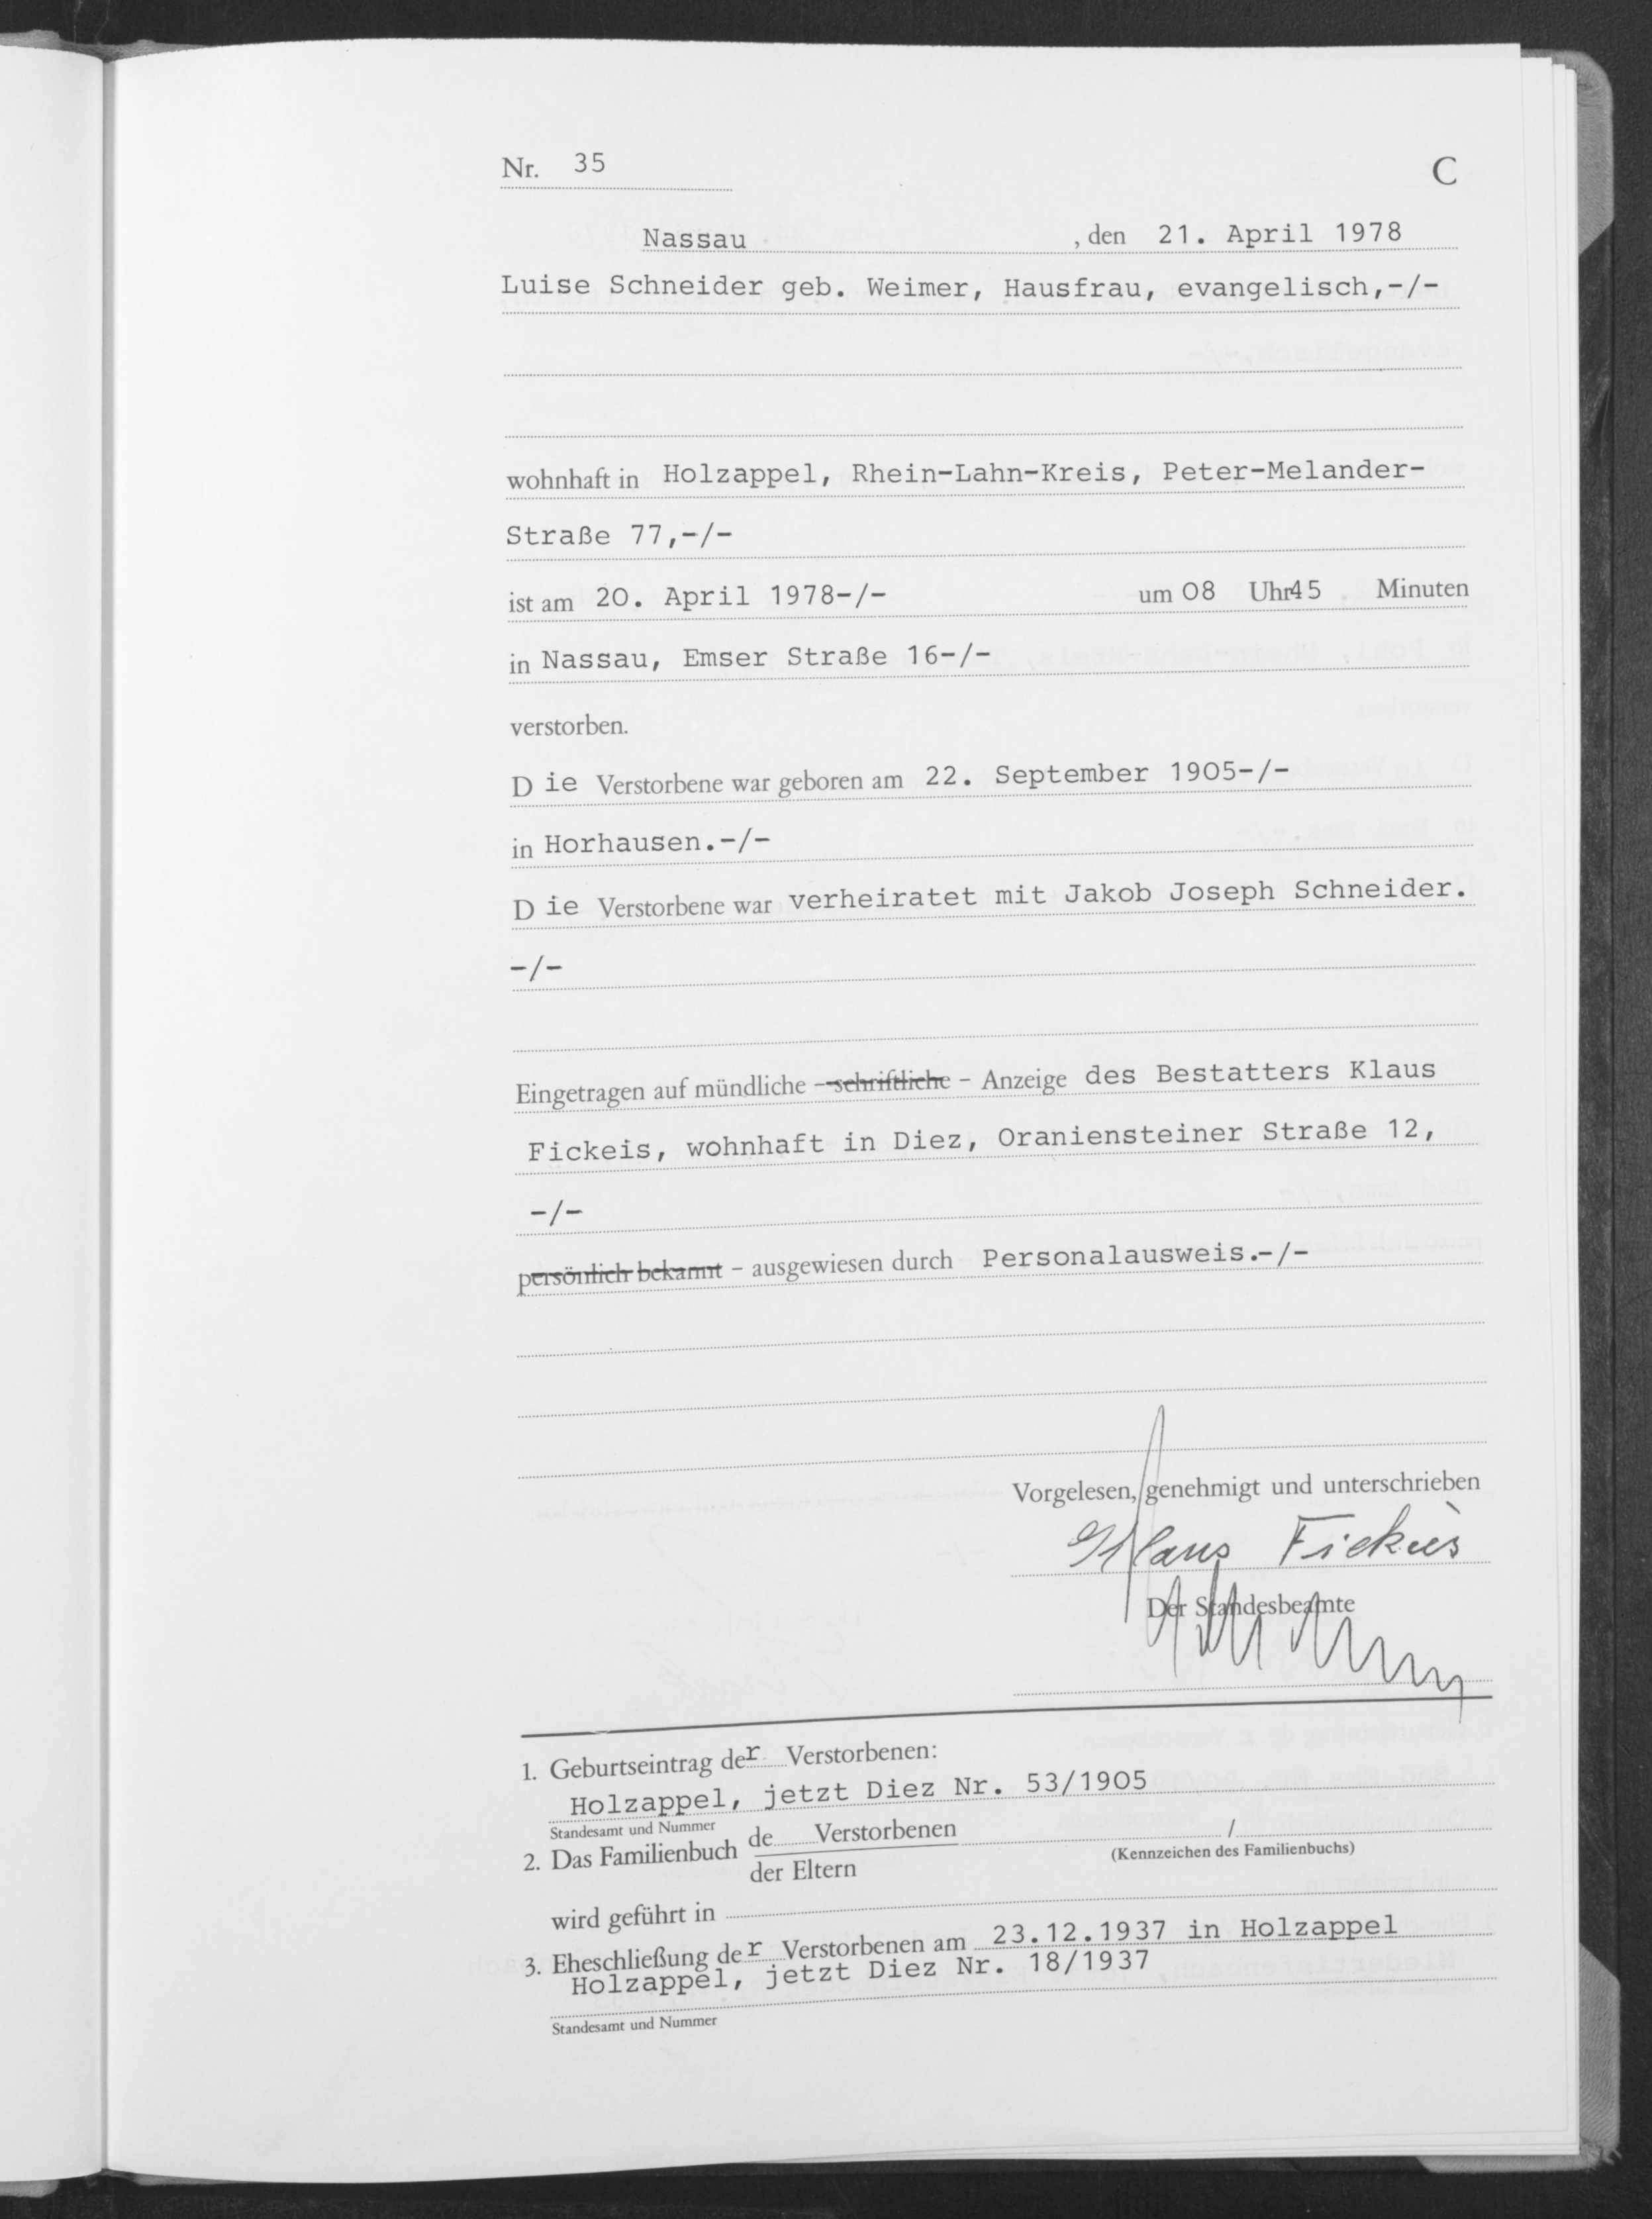 Nr. 35
C
Nassau , den 21. April 1978
Luise Schneider geb. Weimer, Hausfrau, evangelisch,-/-
wohnhaft in Holzappel, Rhein-Lahn-Kreis, Peter-Melander-
Straße 77,-/-
ist am 20. April 1978-/- um 08 Uhr 45 Minuten
in Nassau, Emser Straße 16-/-
verstorben.
D ie Verstorbene war geboren am 22. September 1905-/-
in Horhausen.-/-
D ie Verstorbene war verheiratet mit Jakob Joseph Schneider.
-/-
Eingetragen auf mündliche - schriftliche - Anzeige des Bestatters Klaus
Fickeis, wohnhaft in Diez, Oraniensteiner Straße 12,
-/-
persönlich bekannt - ausgewiesen durch Personalausweis.-/-
Vorgelesen, genehmigt und unterschrieben
Klaus Fickeis
Der Standesbeamte
1. Geburtseintrag der Verstorbenen:
Holzappel, jetzt Diez Nr. 53/1905
Standesamt und Nummer
2. Das Familienbuch de Verstorbenen /
der Eltern (Kennzeichen des Familienbuchs)
wird geführt in
3. Eheschließung der Verstorbenen am 23.12.1937 in Holzappel
Holzappel, jetzt Diez Nr. 18/1937
Standesamt und Nummer